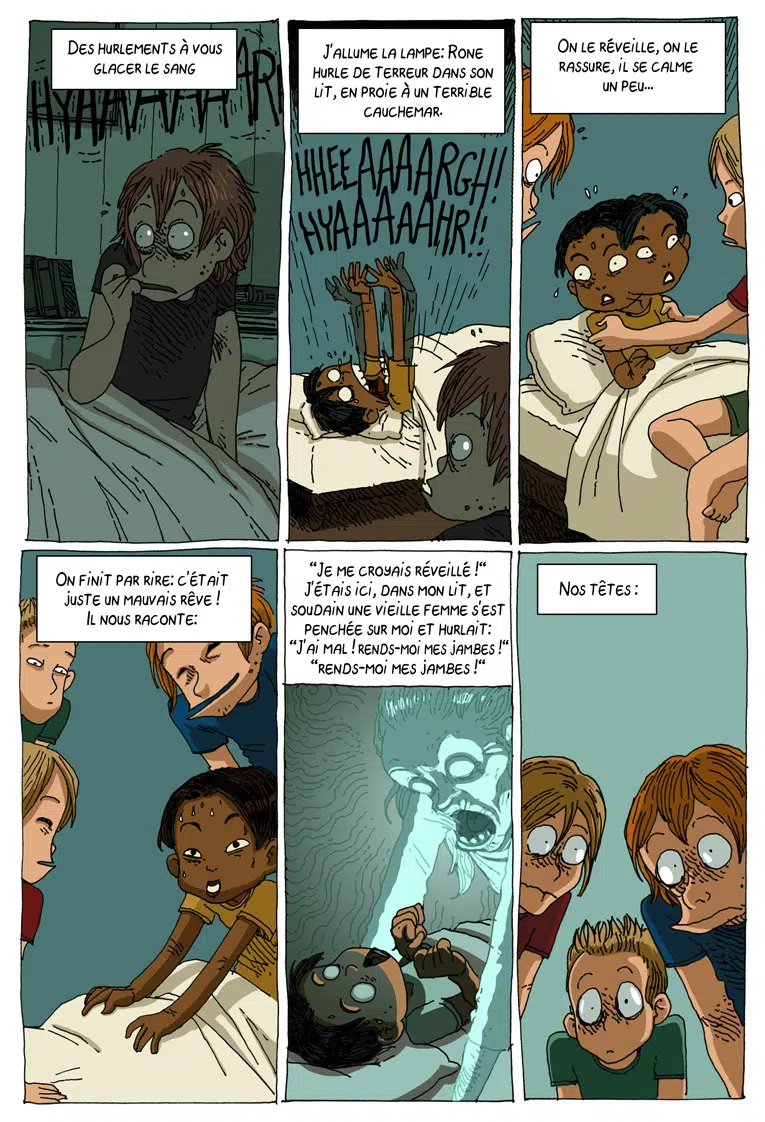 Des hurlements à vous
glacer le sang
HYAAAAAAAR
J'allume la lampe: Rone
hurle de terreur dans son
lit, en proie à un terrible
cauchemar.
HHEEAAAARGH!
HYAAAAAAHR!!
On le réveille, on le
rassure, il se calme
un peu...
On finit par rire: c'était
juste un mauvais rêve !
Il nous raconte:
"Je me croyais réveillé !"
J'étais ici, dans mon lit, et
soudain une vieille femme s'est
penchée sur moi et hurlait:
"J'ai mal ! rends-moi mes jambes !"
"rends-moi mes jambes !"
Nos têtes :